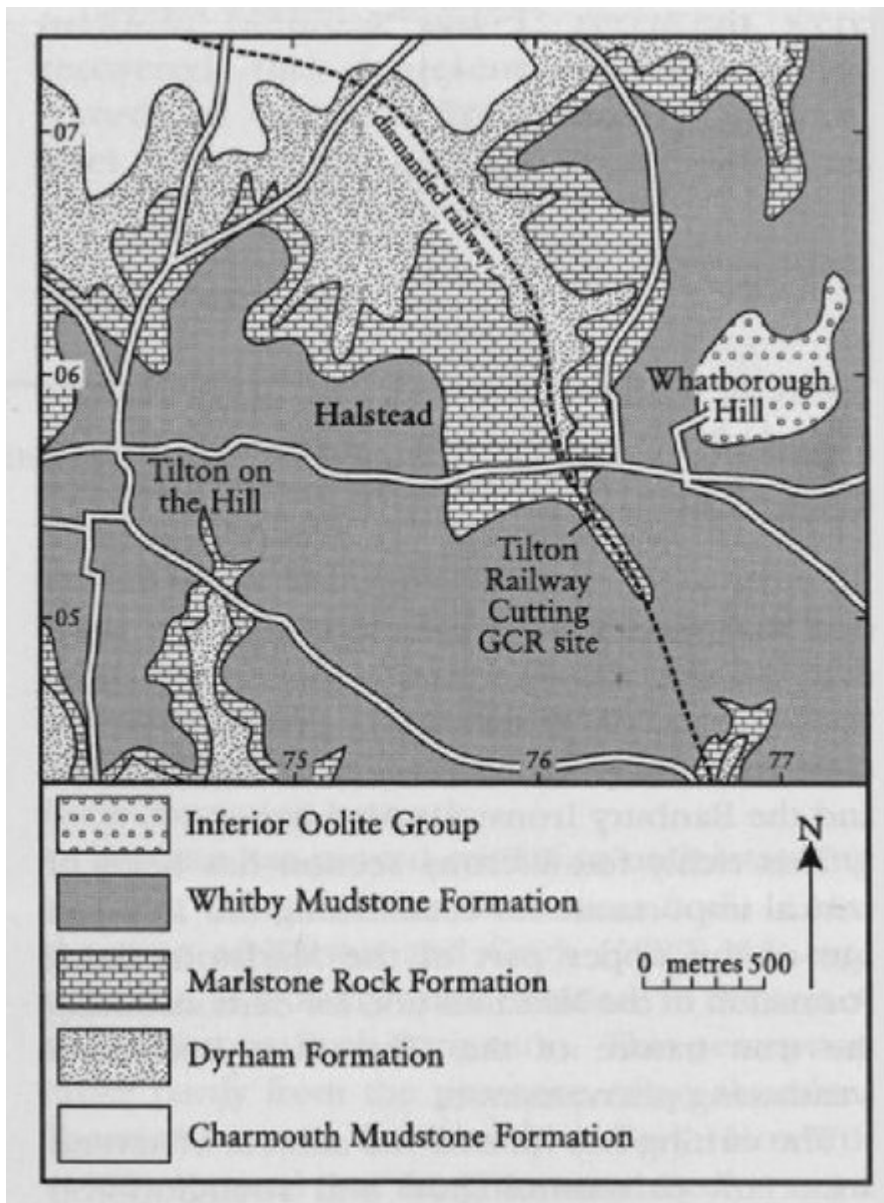 07
dismantled railway
06
Whatborough
Hill
Halstead
Tilton on
the Hill
Tilton
Railway
Cutting
GCR site
05
75
76
77
Inferior Oolite Group
Whitby Mudstone Formation
Marlstone Rock Formation
Dyrham Formation
Charmouth Mudstone Formation
N
0 metres 500